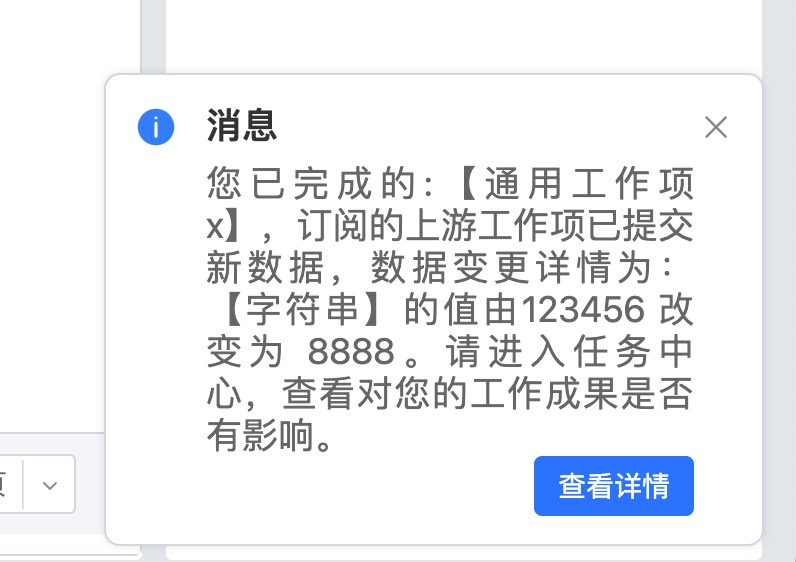 消息
您已完成的:【通用工作项
x】，订阅的上游工作项已提交
新数据，数据变更详情为：
【字符串】的值由123456 改
变为 8888 。请进入任务中
心，查看对您的工作成果是否
有影响。
查看详情